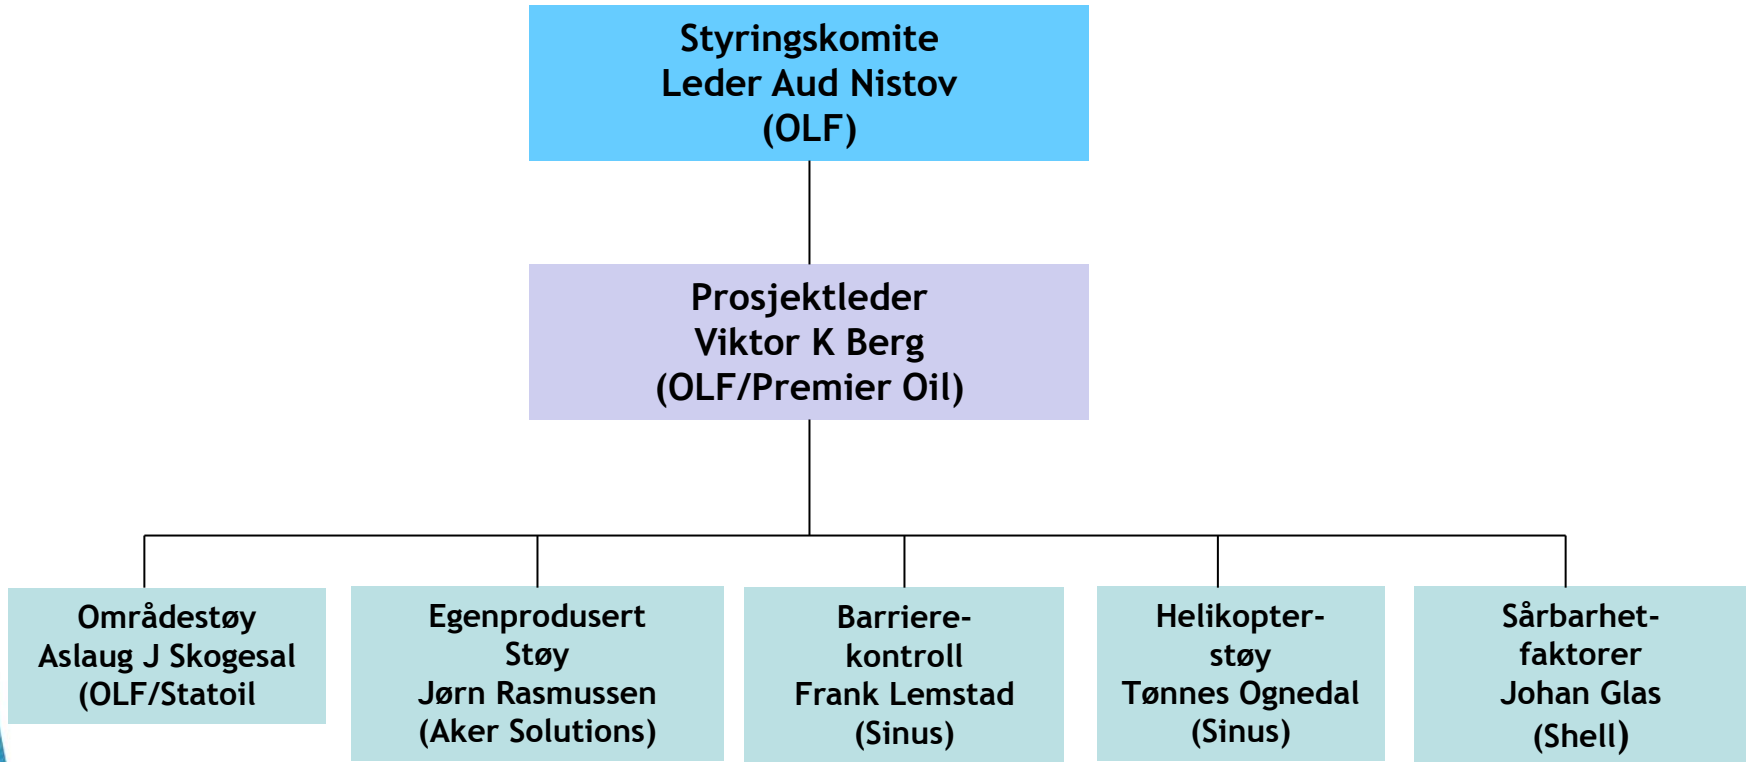 Styringskomite
Leder Aud Nistov
(OLF)
Prosjektleder
Viktor K Berg
(OLF/Premier Oil)
Områdestøy
Aslaug J Skogesal
(OLF/Statoil
Egenprodusert
Støy
Jørn Rasmussen
(Aker Solutions)
Barriere-
kontroll
Frank Lemstad
(Sinus)
Helikopter-
støy
Tønnes Ognedal
(Sinus)
Sårbarhet-
faktorer
Johan Glas
(Shell)